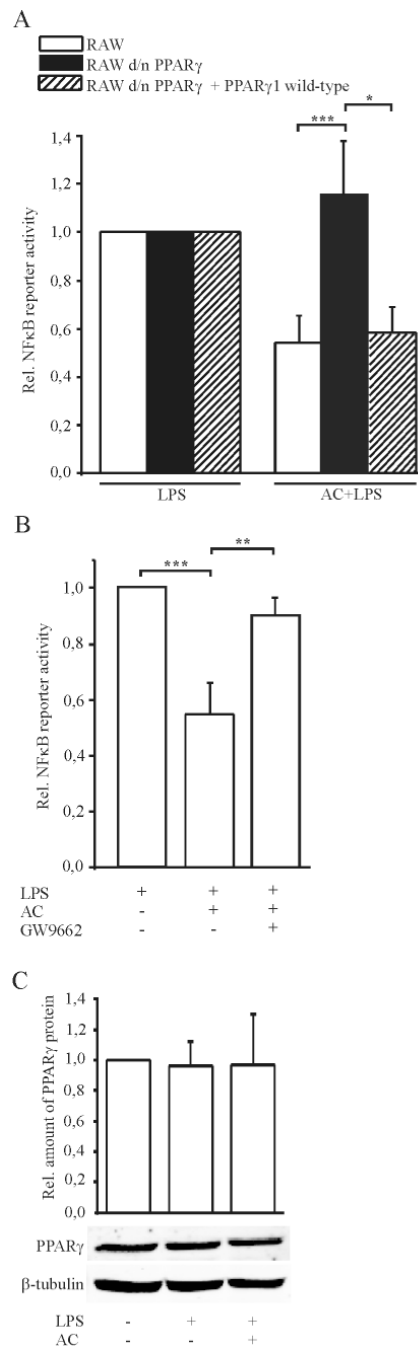 A
RAW
RAW d/n PPARγ
RAW d/n PPARγ + PPARγ1 wild-type
Rel. NFκB reporter activity
1,4
1,2
1,0
0,8
0,6
0,4
0,2
0,0
***
*
LPS
AC+LPS
B
Rel. NFκB reporter activity
1,0
0,8
0,6
0,4
0,2
0,0
***
**
LPS + + +
AC - + +
GW9662 - - +
C
Rel. amount of PPARγ protein
1,4
1,2
1,0
0,8
0,6
0,4
0,2
0,0
PPARγ
β-tubulin
LPS - + +
AC - - +